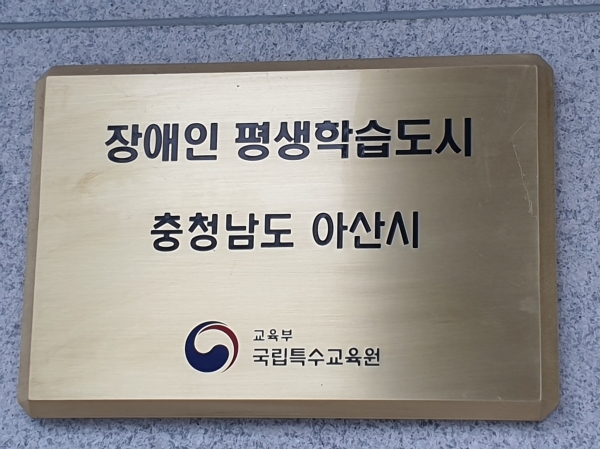 장애인 평생학습도시
충청남도 아산시
교육부
국립특수교육원